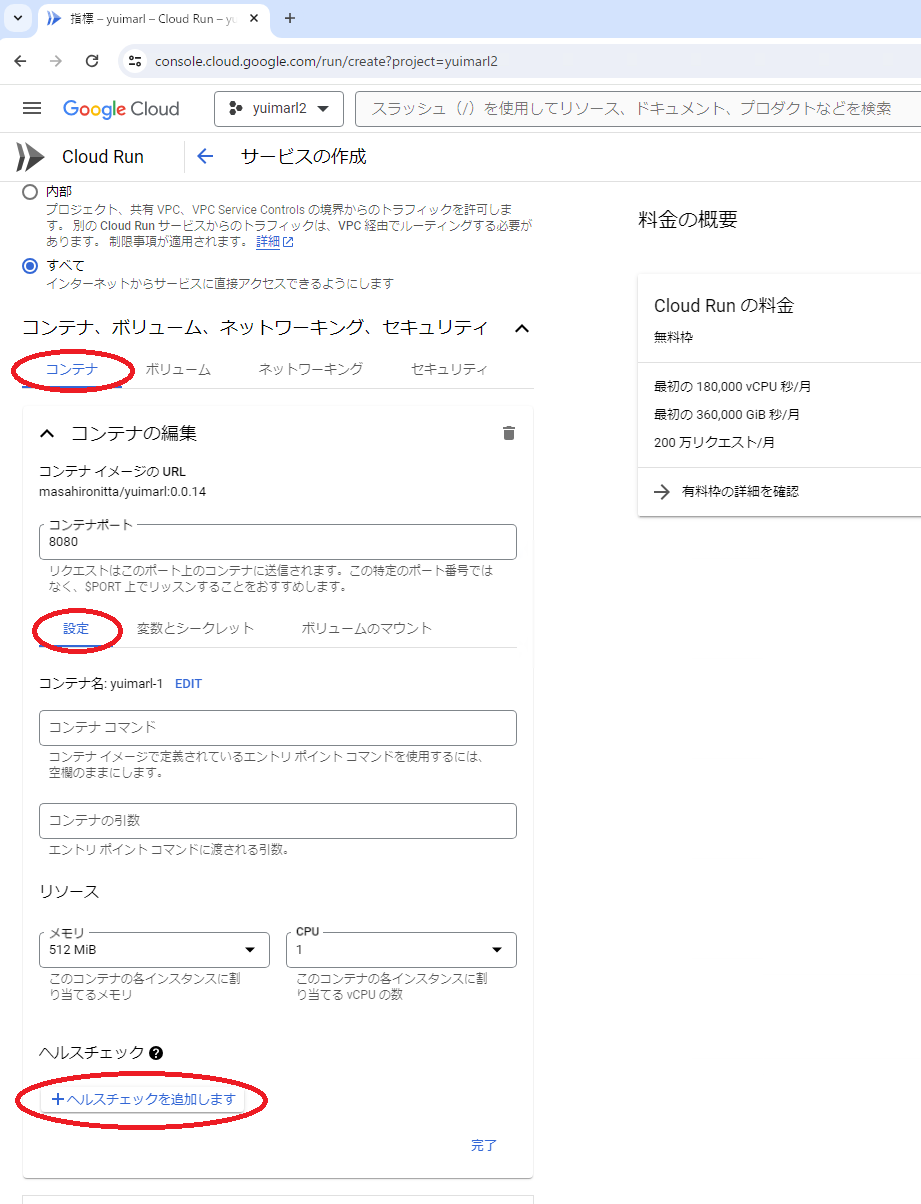 指標 – yuimarl – Cloud Run – yu
console.cloud.google.com/run/create?project=yuimarl2
Google Cloud
yuimarl2
スラッシュ（/）を使用してリソース、ドキュメント、プロダクトなどを検索
Cloud Run
サービスの作成
内部
プロジェクト、共有 VPC、VPC Service Controls の境界からのトラフィックを許可しま
す。 別の Cloud Run サービスからのトラフィックは、VPC 経由でルーティングする必要が
あります。 制限事項が適用されます。 詳細
すべて
インターネットからサービスに直接アクセスできるようにします
料金の概要
Cloud Run の料金
無料枠
最初の 180,000 vCPU 秒/月
最初の 360,000 GiB 秒/月
200 万リクエスト/月
有料枠の詳細を確認
コンテナ、ボリューム、ネットワーキング、セキュリティ
コンテナ
ボリューム
ネットワーキング
セキュリティ
コンテナの編集
コンテナ イメージの URL
masahironitta/yuimarl:0.0.14
コンテナポート
8080
リクエストはこのポート上のコンテナに送信されます。この特定のポート番号では
なく、$PORT 上でリッスンすることをおすすめします。
設定
変数とシークレット
ボリュームのマウント
コンテナ名: yuimarl-1 EDIT
コンテナ コマンド
コンテナ イメージで定義されているエントリ ポイント コマンドを使用するには、
空欄のままにします。
コンテナの引数
エントリ ポイント コマンドに渡される引数。
リソース
メモリ
512 MiB
このコンテナの各インスタンスに割
り当てるメモリ
CPU
1
このコンテナの各インスタンスに割
り当てる vCPU の数
ヘルスチェック
ヘルスチェックを追加します
完了